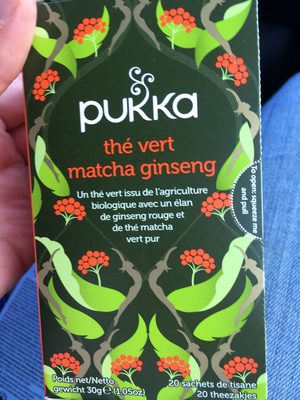 pukka
thé vert
matcha ginseng
Un thé vert issu de l'agriculture
biologique avec un élan
de ginseng rouge et
de thé matcha
vert pur
To open: squeeze me
and pull
Poids net/Netto
gewicht 30g℮(1.05oz)
20 sachets de tisane
20 theezakjes